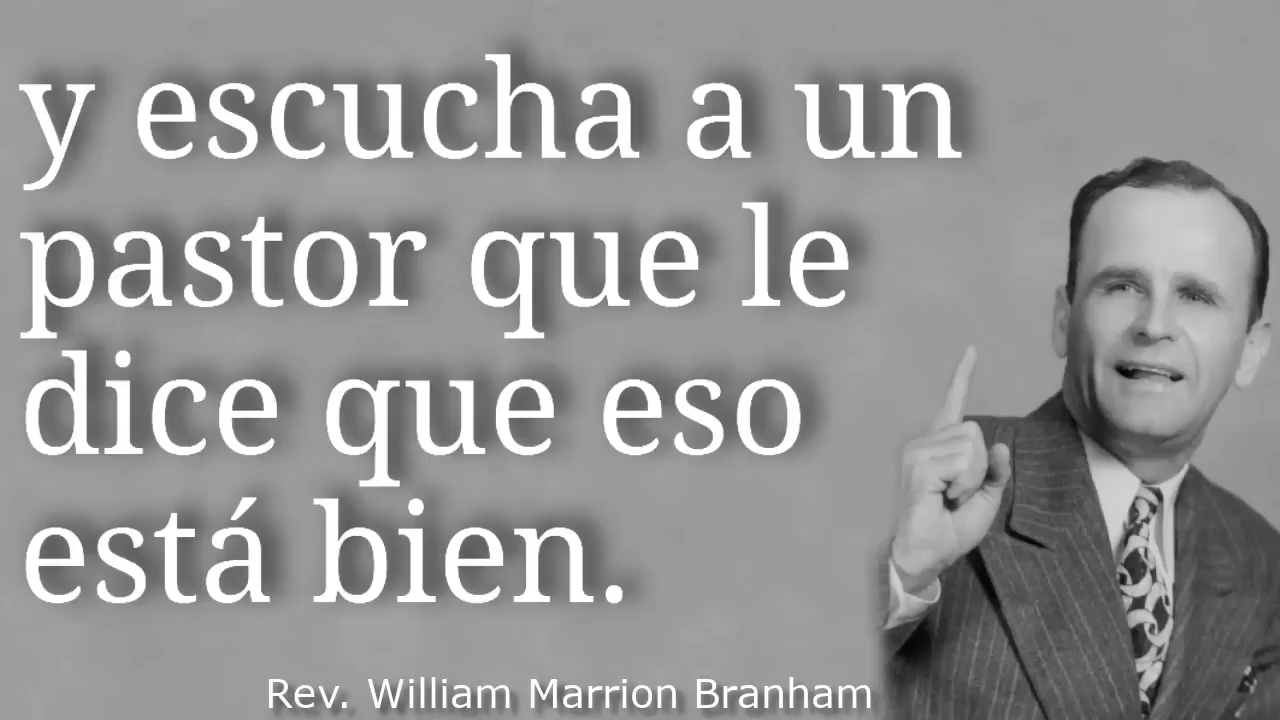 y escucha a un
pastor que le
dice que eso
está bien.
Rev. William Marrion Branham